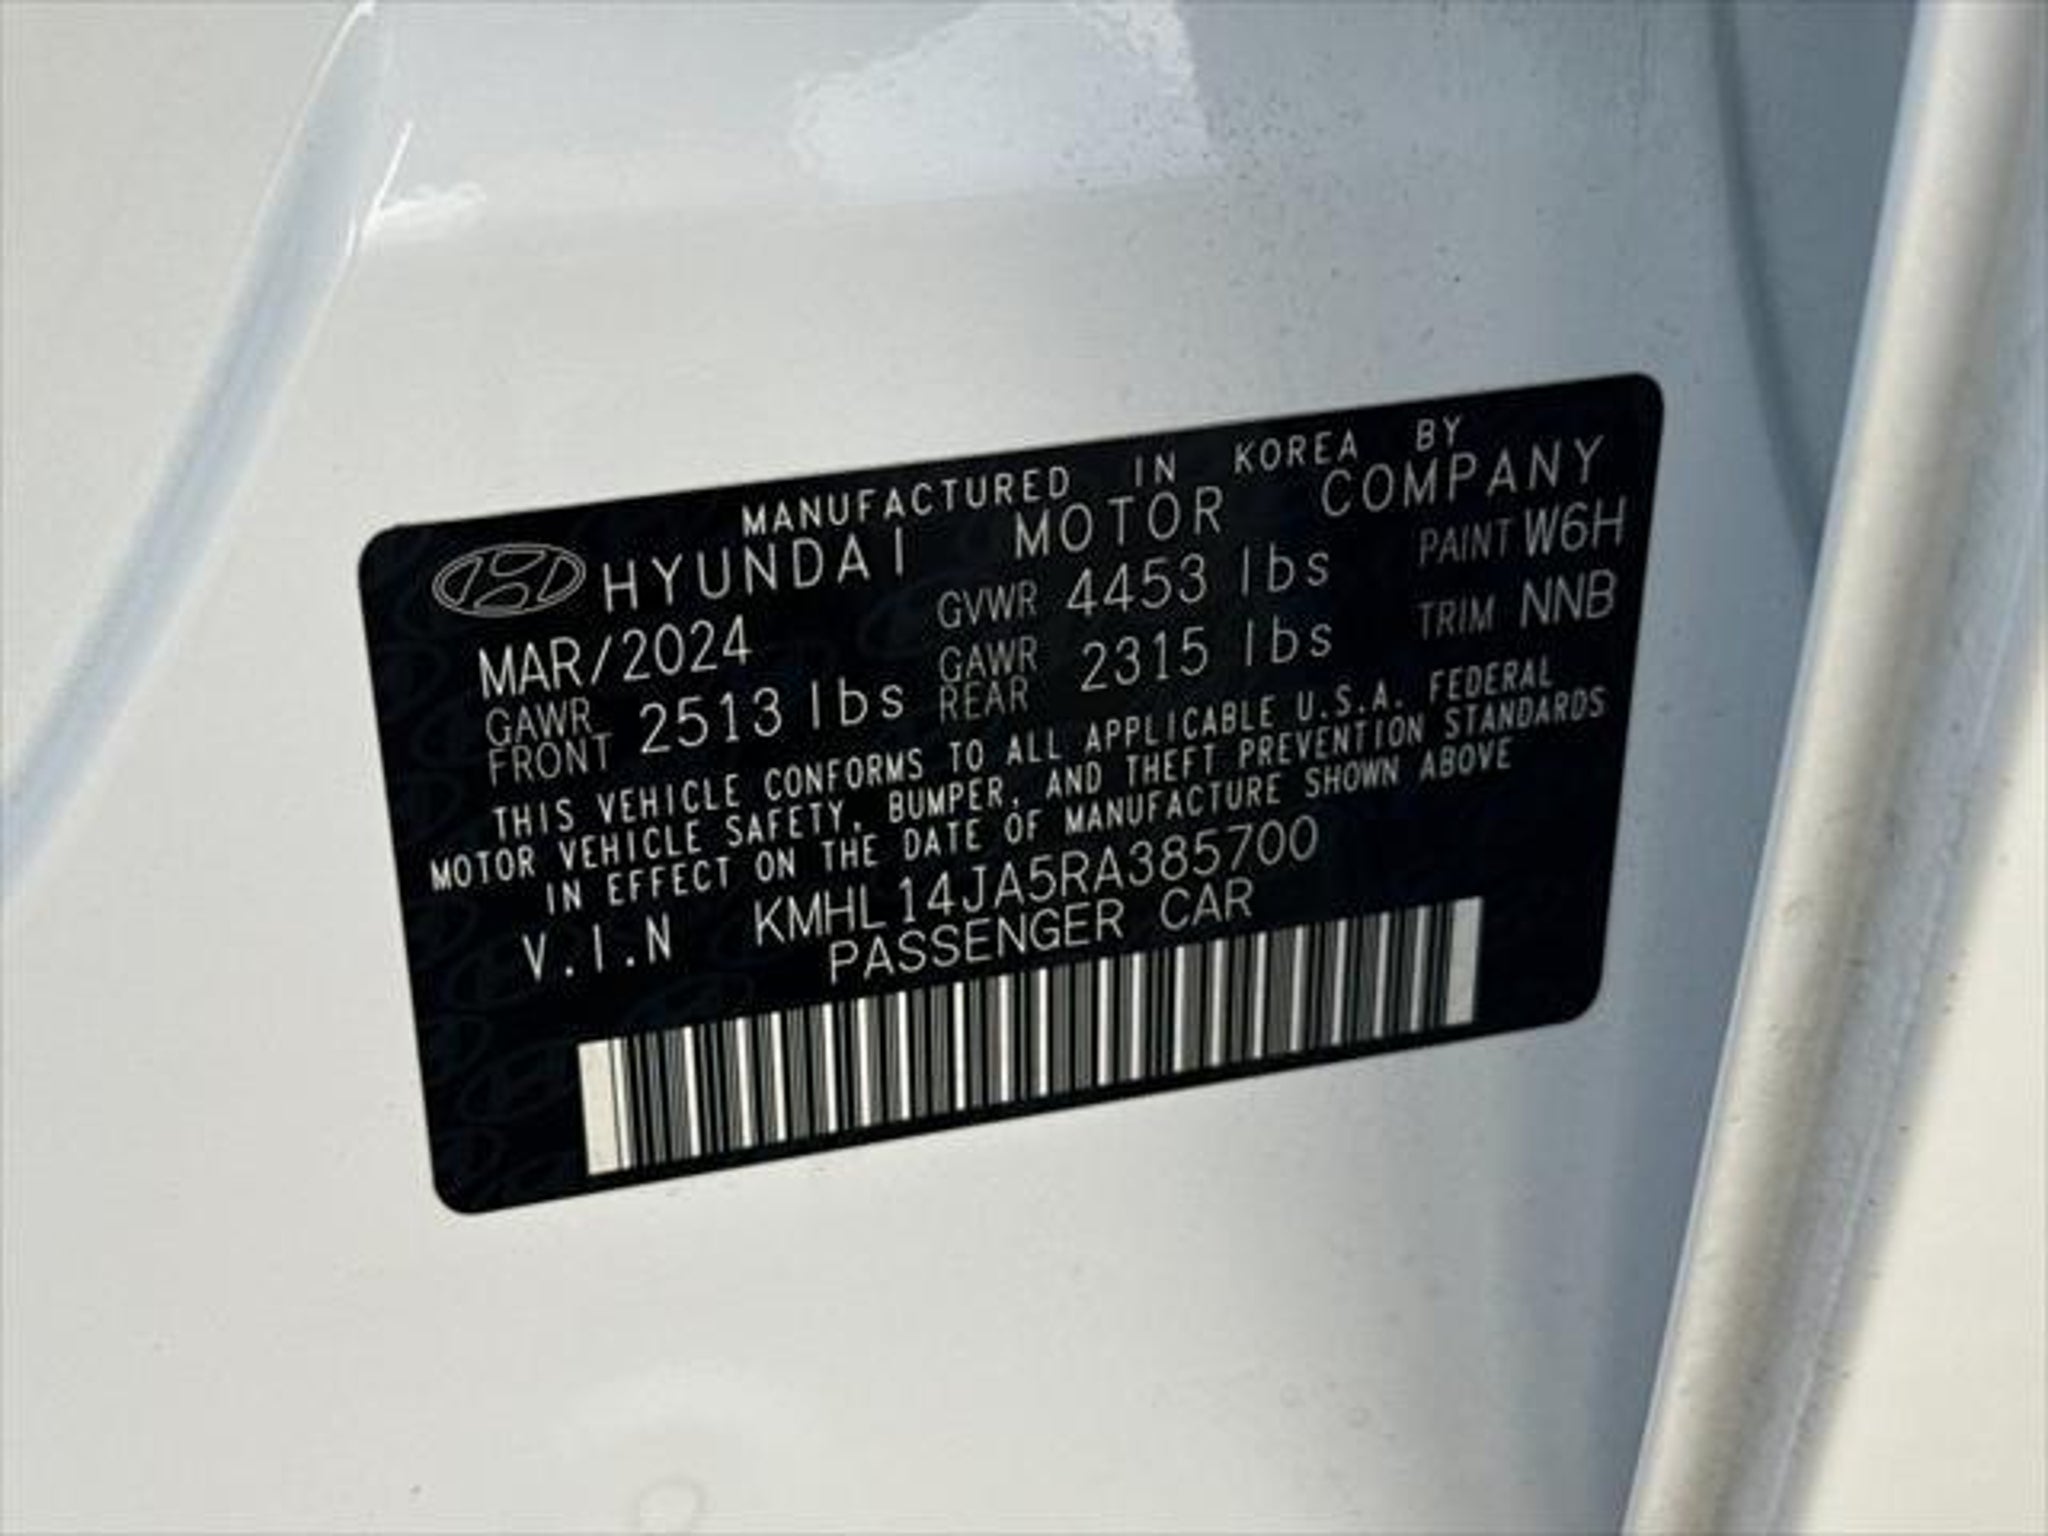 MANUFACTURED IN KOREA BY
HYUNDAI MOTOR COMPANY
MAR/2024 GVWR 4453 lbs PAINT W6H
GAWR FRONT 2513 lbs GAWR REAR 2315 lbs TRIM NNB
THIS VEHICLE CONFORMS TO ALL APPLICABLE U.S.A. FEDERAL
MOTOR VEHICLE SAFETY, BUMPER, AND THEFT PREVENTION STANDARDS
IN EFFECT ON THE DATE OF MANUFACTURE SHOWN ABOVE
V.I.N KMHL14JA5RA385700
PASSENGER CAR